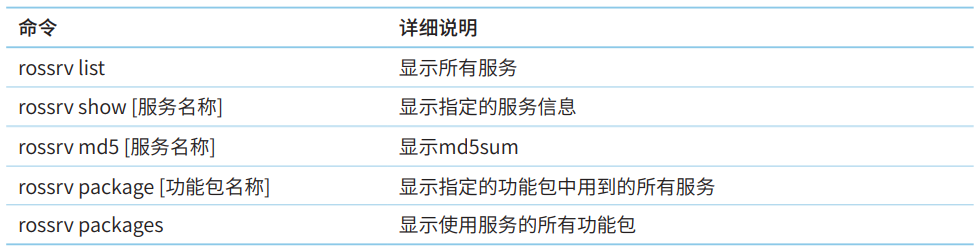 命令 详细说明
rossrv list 显示所有服务
rossrv show [服务名称] 显示指定的服务信息
rossrv md5 [服务名称] 显示md5sum
rossrv package [功能包名称] 显示指定的功能包中用到的所有服务
rossrv packages 显示使用服务的所有功能包